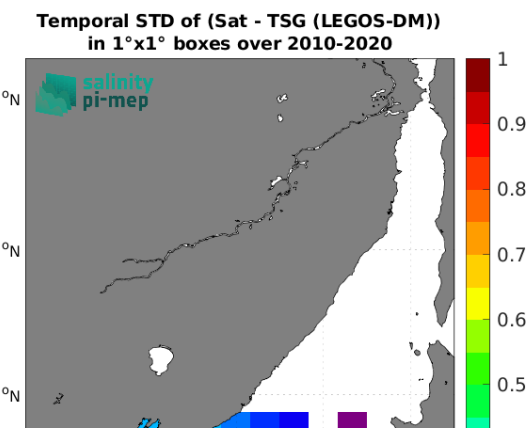 Temporal STD of (Sat - TSG (LEGOS-DM))
in 1°x1° boxes over 2010-2020
salinity
pi-mep
1
0.9
0.8
0.7
0.6
0.5
°N
°N
°N